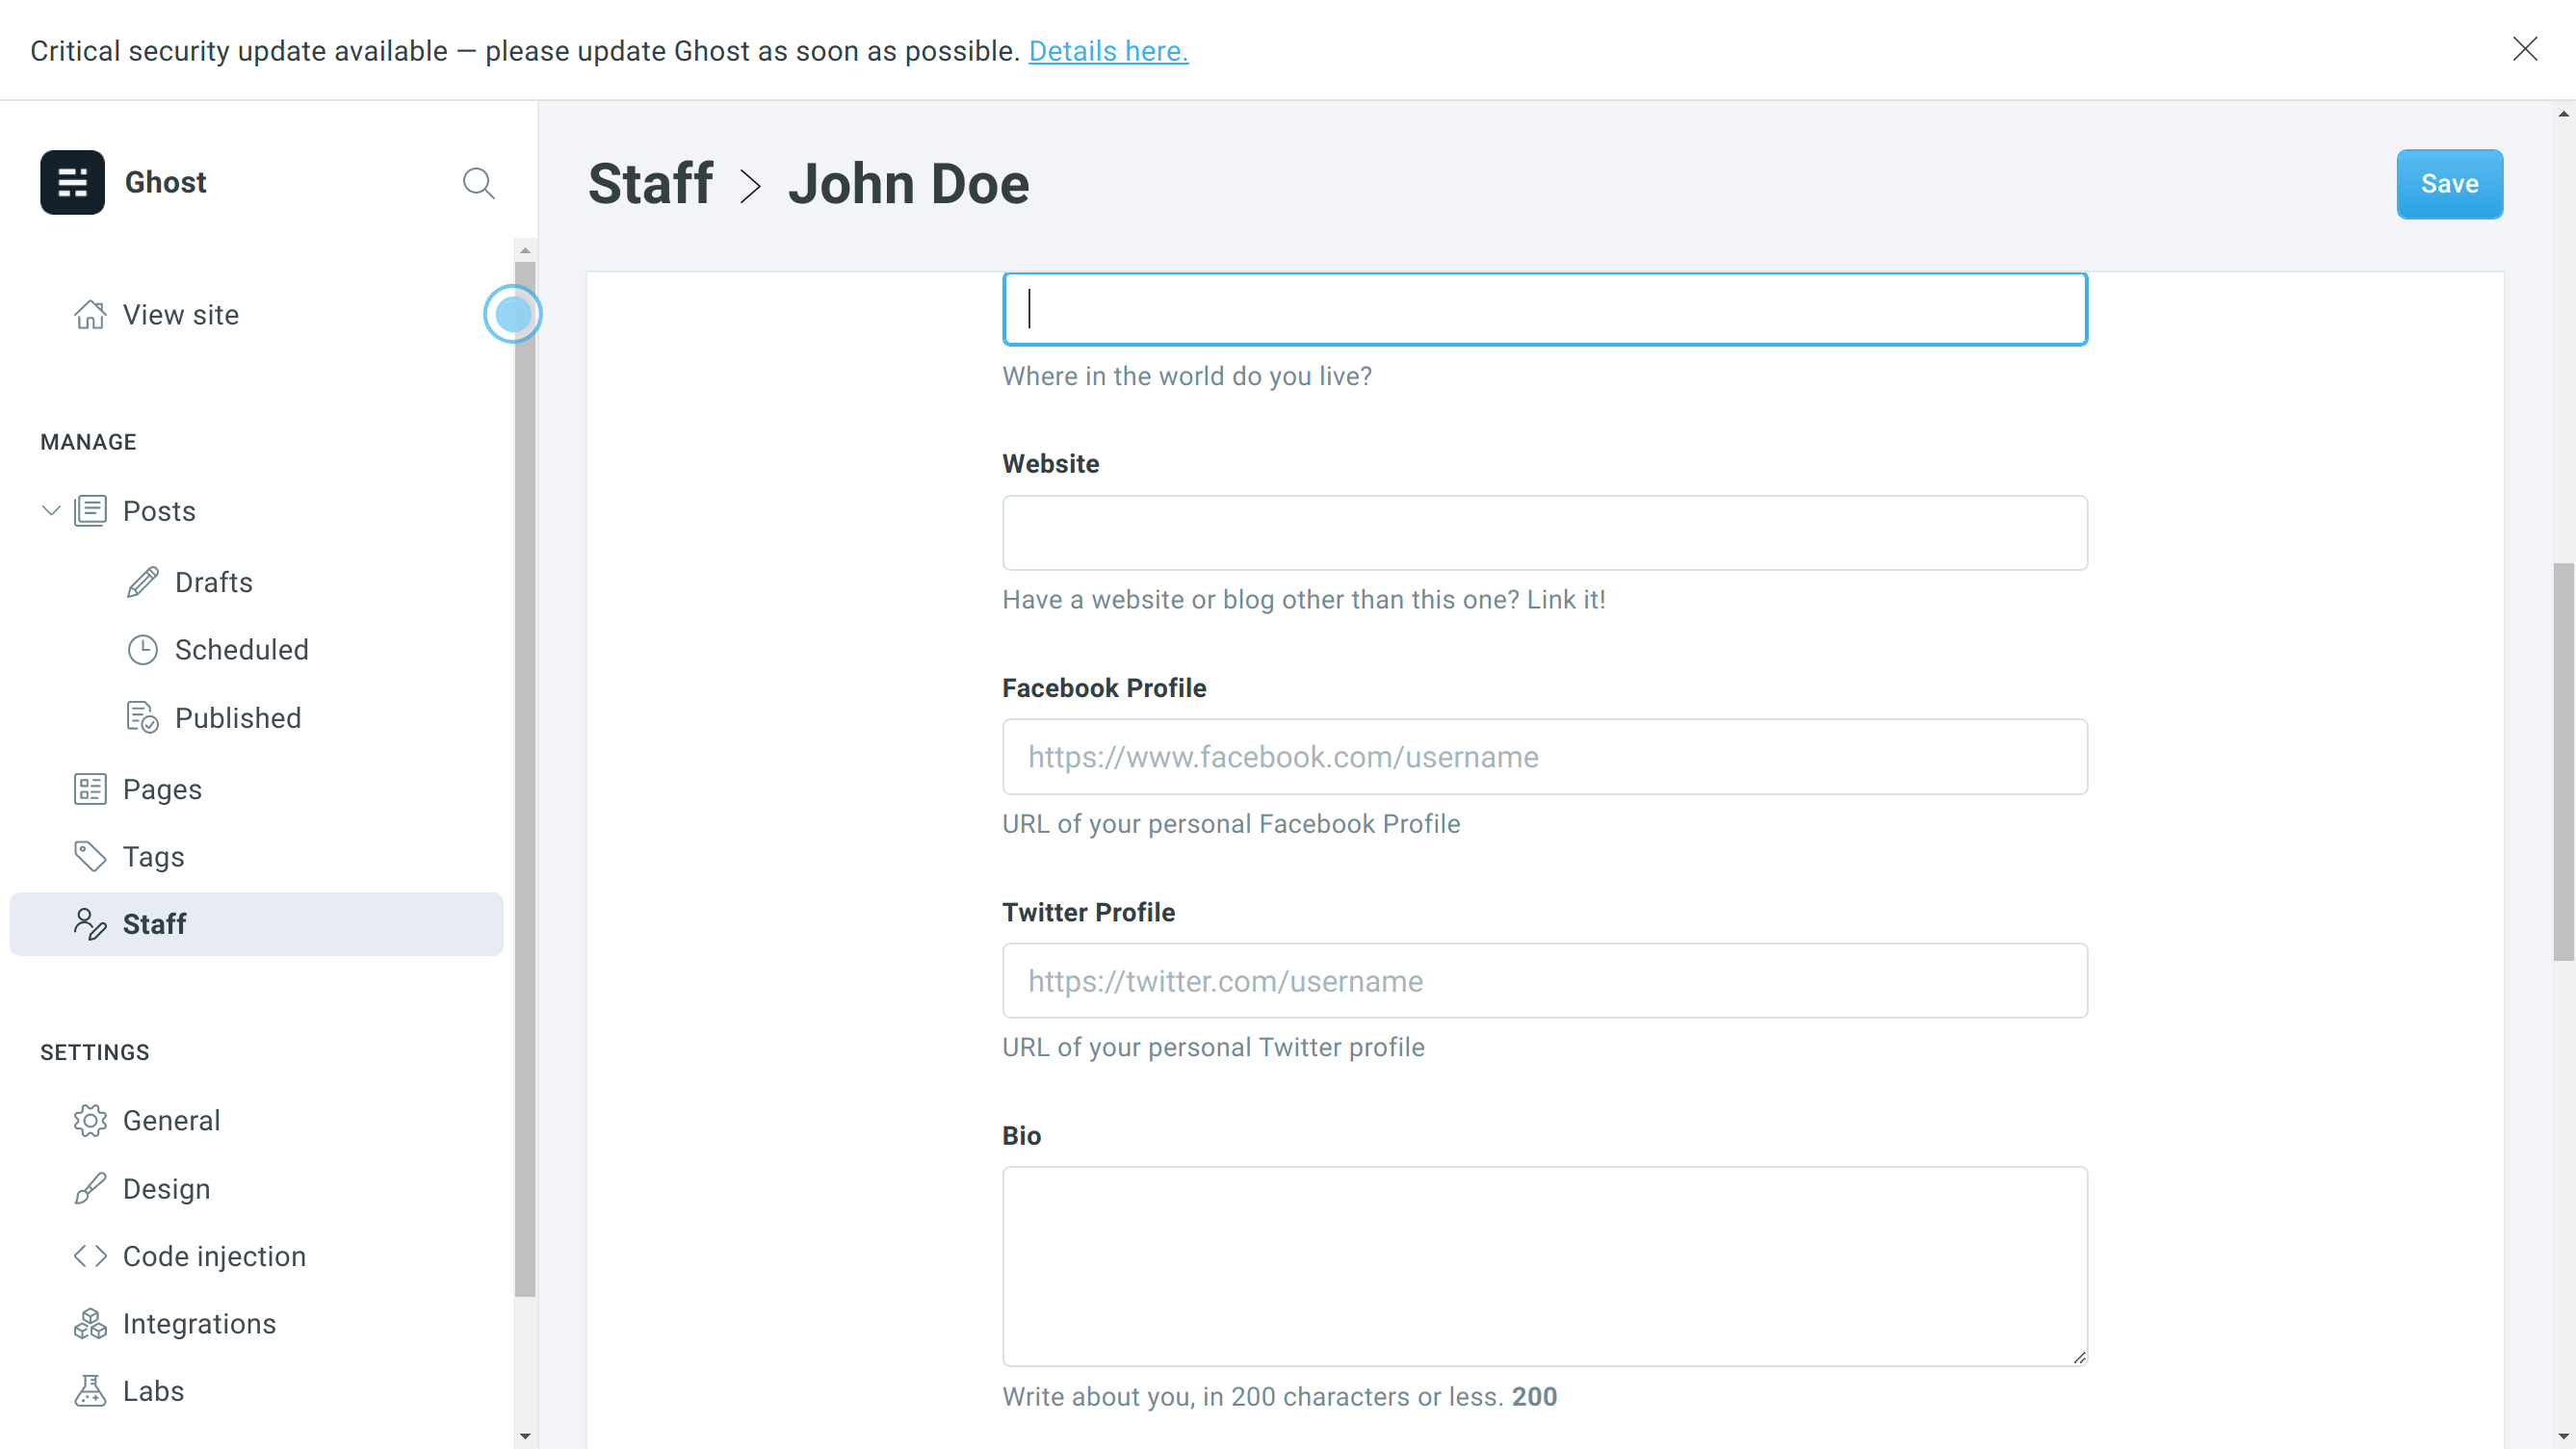 Critical security update available — please update Ghost as soon as possible. Details here.
Ghost
Staff > John Doe
Save
View site
Where in the world do you live?
MANAGE
Website
Posts
Drafts
Have a website or blog other than this one? Link it!
Scheduled
Facebook Profile
Published
https://www.facebook.com/username
Pages
URL of your personal Facebook Profile
Tags
Twitter Profile
Staff
https://twitter.com/username
URL of your personal Twitter profile
SETTINGS
General
Bio
Design
Code injection
Integrations
Labs
Write about you, in 200 characters or less. 200